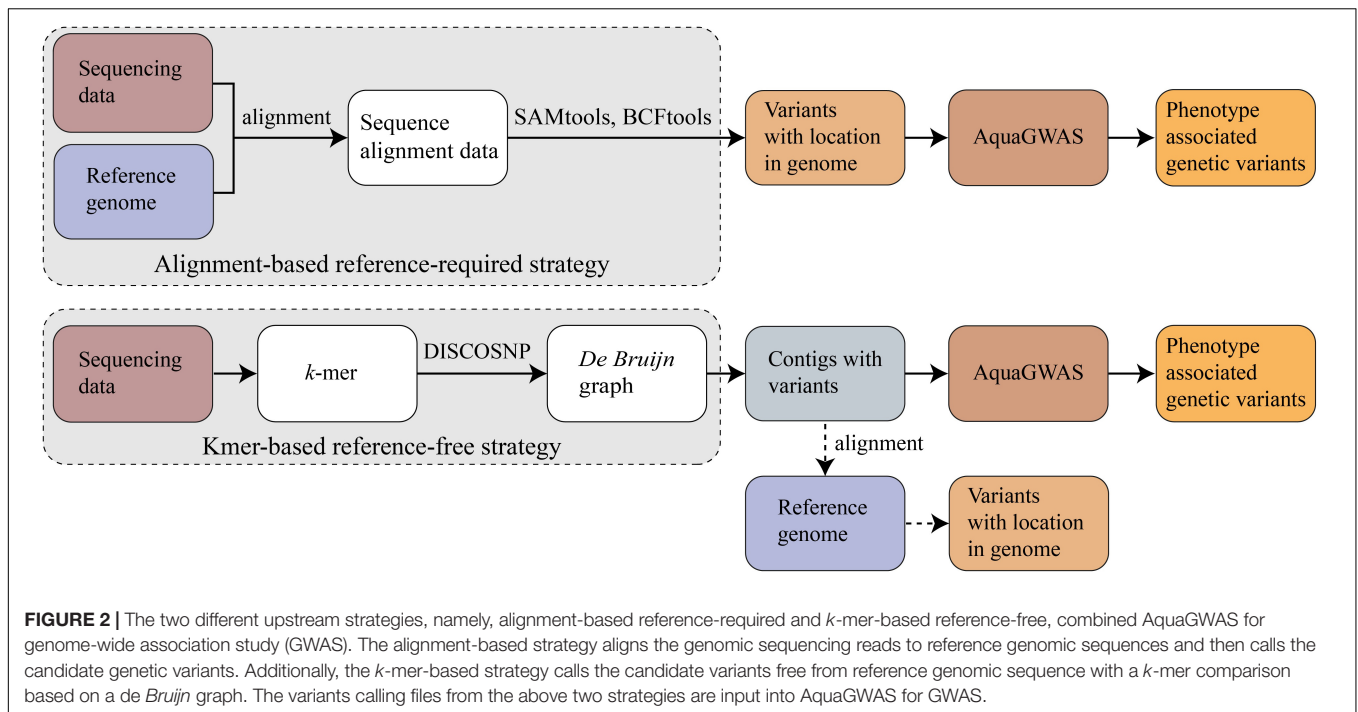 Sequencing
data
Reference
genome
alignment
Sequence
alignment data
SAMtools, BCFtools
Variants
with location
in genome
AquaGWAS
Phenotype
associated
genetic variants
Alignment-based reference-required strategy
Sequencing
data
k-mer
DISCOSNP
De Bruijn
graph
Contigs with
variants
AquaGWAS
Phenotype
associated
genetic variants
Kmer-based reference-free strategy
alignment
Reference
genome
Variants
with location
in genome
FIGURE 2 | The two different upstream strategies, namely, alignment-based reference-required and k-mer-based reference-free, combined AquaGWAS for
genome-wide association study (GWAS). The alignment-based strategy aligns the genomic sequencing reads to reference genomic sequences and then calls the
candidate genetic variants. Additionally, the k-mer-based strategy calls the candidate variants free from reference genomic sequence with a k-mer comparison
based on a de Bruijn graph. The variants calling files from the above two strategies are input into AquaGWAS for GWAS.